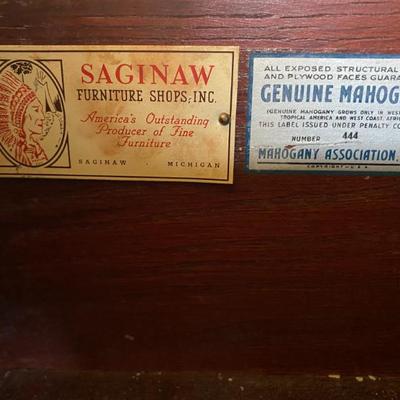 SAGINAW
FURNITURE SHOPS, INC.
America's Outstanding
Producer of Fine
Furniture
SAGINAW . MICHIGAN
ALL EXPOSED STRUCTURAL
AND PLYWOOD FACES GUARA
GENUINE MAHOG
(GENUINE MAHOGANY GROWS ONLY IN WEST
TROPICAL AMERICA AND WEST COAST, AFRI
THIS LABEL ISSUED UNDER PENALTY CO
NUMBER 444
MAHOGANY ASSOCIATION,
COPYRIGHT - U.S.A.